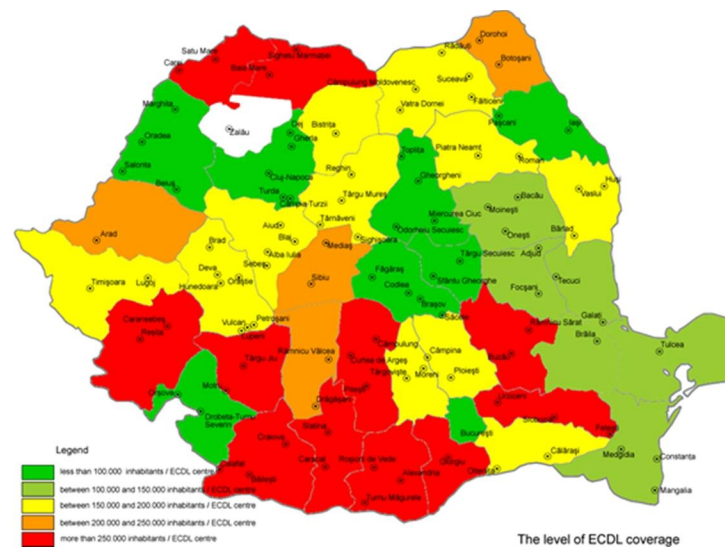 Dorohoi
Rădăuți
Botoșani
Satu Mare
Sighetu Marmației
Carei
Baia Mare
Câmpulung Moldovenesc
Suceava
Fălticeni
Vatra Dornei
Marghita
Pașcani
Iași
Zalău
Dej
Bistrița
Gherla
Oradea
Toplița
Piatra Neamț
Roman
Salonta
Cluj-Napoca
Reghin
Gheorgheni
Huși
Beiuș
Turda
Vaslui
Câmpia Turzii
Târgu Mureș
Bacău
Moinești
Târnăveni
Miercurea Ciuc
Arad
Aiud
Odorheiu Secuiesc
Onești
Bârlad
Brad
Blaj
Mediaș
Sighișoara
Adjud
Alba Iulia
Târgu Secuiesc
Deva
Sebeș
Timișoara
Lugoj
Hunedoara
Orăștie
Sibiu
Făgăraș
Sfântu Gheorghe
Tecuci
Codlea
Focșani
Brașov
Săcele
Caransebeș
Vulcan
Petroșani
Galați
Reșița
Lupeni
Râmnicu Sărat
Brăila
Câmpulung
Târgu Jiu
Râmnicu Vâlcea
Curtea de Argeș
Câmpina
Buzău
Tulcea
Târgoviște
Moreni
Ploiești
Motru
Pitești
Orșova
Drăgășani
Urziceni
Drobeta-Turnu
Severin
Slatina
Slobozia
Fetești
București
Craiova
Medgidia
Constanța
Călărași
Calafat
Caracal
Roșiorii de Vede
Giurgiu
Oltenița
Băilești
Alexandria
Mangalia
Turnu Măgurele
Legend
less than 100.000 inhabitants / ECDL centre
between 100.000 and 150.000 inhabitants / ECDL centre
between 150.000 and 200.000 inhabitants / ECDL centre
between 200.000 and 250.000 inhabitants / ECDL centre
more than 250.000 inhabitants / ECDL centre
The level of ECDL coverage